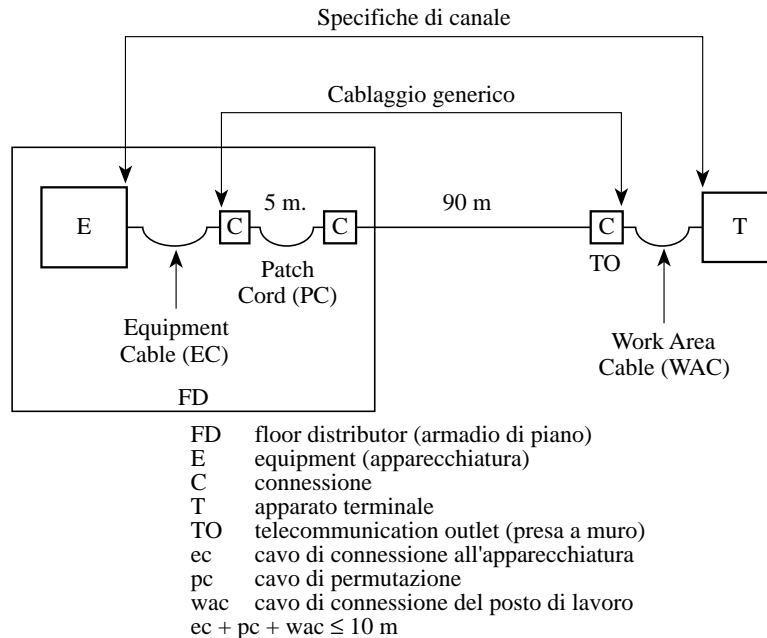 Specifiche di canale
Cablaggio generico
E
C
5 m.
C
90 m
C
T
Patch
Cord (PC)
TO
Equipment
Cable (EC)
Work Area
Cable (WAC)
FD
FD floor distributor (armadio di piano)
E equipment (apparecchiatura)
C connessione
T apparato terminale
TO telecommunication outlet (presa a muro)
ec cavo di connessione all'apparecchiatura
pc cavo di permutazione
wac cavo di connessione del posto di lavoro
ec + pc + wac ≤ 10 m